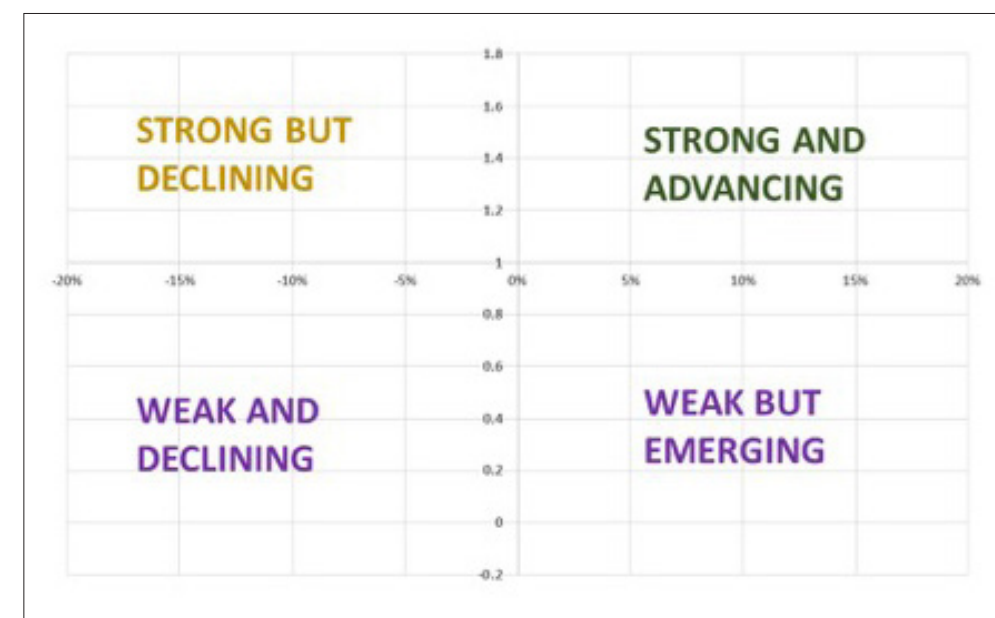 1.8
1.6
STRONG BUT
DECLINING
STRONG AND
ADVANCING
1.4
1.2
1
-20% -15% -10% -5% 0% 5% 10% 15% 20%
0.8
0.6
WEAK AND
DECLINING
WEAK BUT
EMERGING
0.4
0.2
0
-0.2